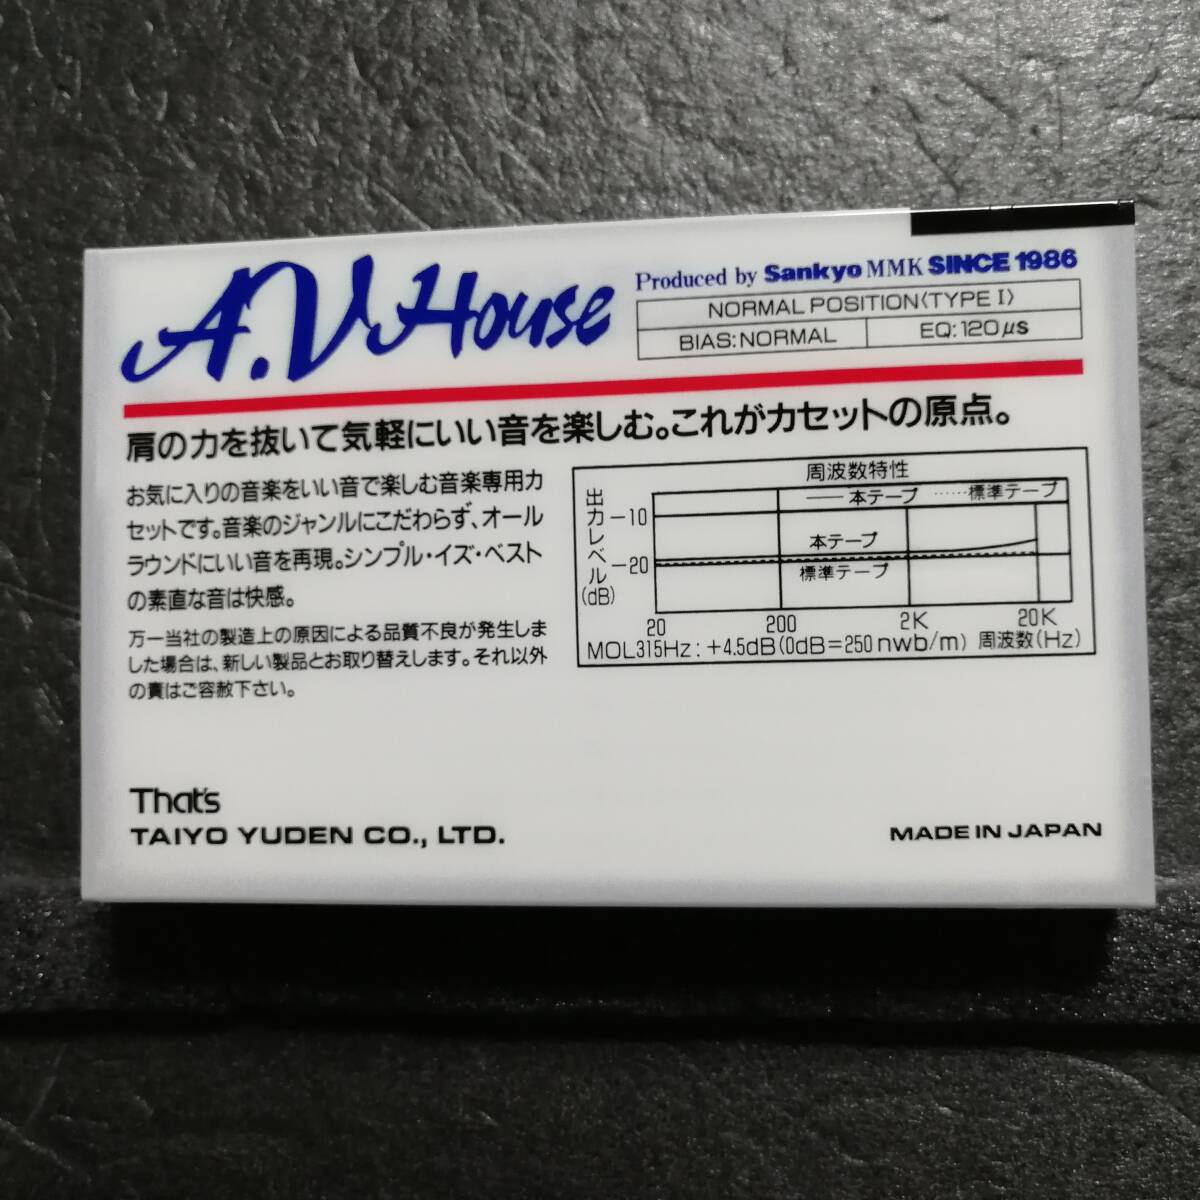 A.V House
Produced by Sankyo MMK SINCE 1986
NORMAL POSITION〈TYPE I〉
BIAS:NORMAL
EQ:120μs
肩の力を抜いて気軽にいい音を楽しむ。これがカセットの原点。
お気に入りの音楽をいい音で楽しむ音楽専用カ
セットです。音楽のジャンルにこだわらず、オール
ラウンドにいい音を再現。シンプル・イズ・ベスト
の素直な音は快感。
万一当社の製造上の原因による品質不良が発生しま
した場合は、新しい製品とお取り替えします。それ以外
の責はご容赦下さい。
周波数特性
——本テープ ……標準テープ
出力レベル(dB)
-10
本テープ
-20
標準テープ
20 200 2K 20K
MOL315Hz:+4.5dB(0dB=250nwb/m) 周波数(Hz)
That's
TAIYO YUDEN CO., LTD.
MADE IN JAPAN